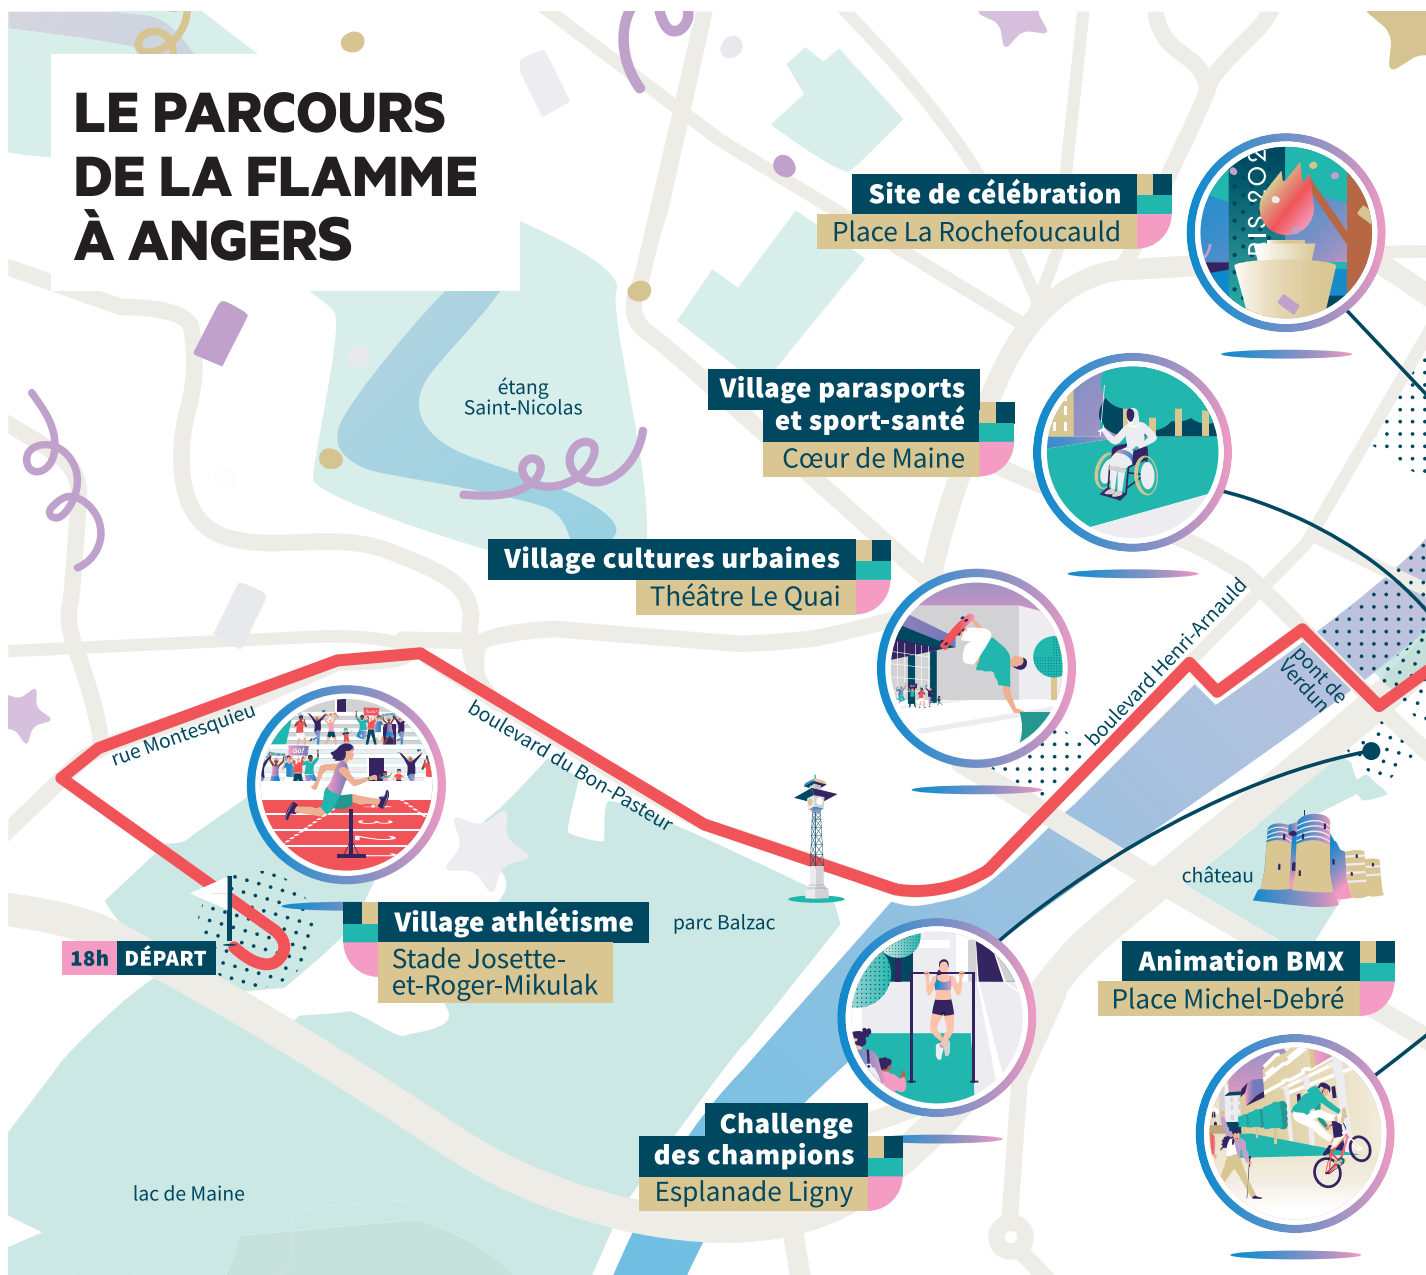 LE PARCOURS
DE LA FLAMME
À ANGERS
Site de célébration
Place La Rochefoucauld
étang
Saint-Nicolas
Village parasports
et sport-santé
Cœur de Maine
Village cultures urbaines
Théâtre Le Quai
boulevard Henri-Arnauld
pont de
Verdun
rue Montesquieu
boulevard du Bon-Pasteur
Go!
château
18h DÉPART
Village athlétisme
Stade Josette-
et-Roger-Mikulak
parc Balzac
Animation BMX
Place Michel-Debré
Challenge
des champions
Esplanade Ligny
lac de Maine